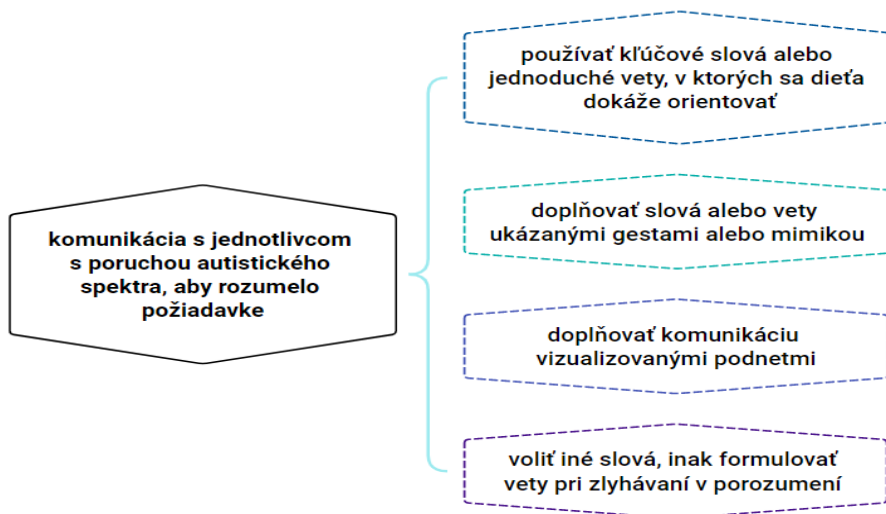 komunikácia s jednotlivcom
s poruchou autistického
spektra, aby rozumelo
požiadavke
používať kľúčové slová alebo
jednoduché vety, v ktorých sa dieťa
dokáže orientovať
doplňovať slová alebo vety
ukázanými gestami alebo mimikou
doplňovať komunikáciu
vizualizovanými podnetmi
voliť iné slová, inak formulovať
vety pri zlyhávaní v porozumení